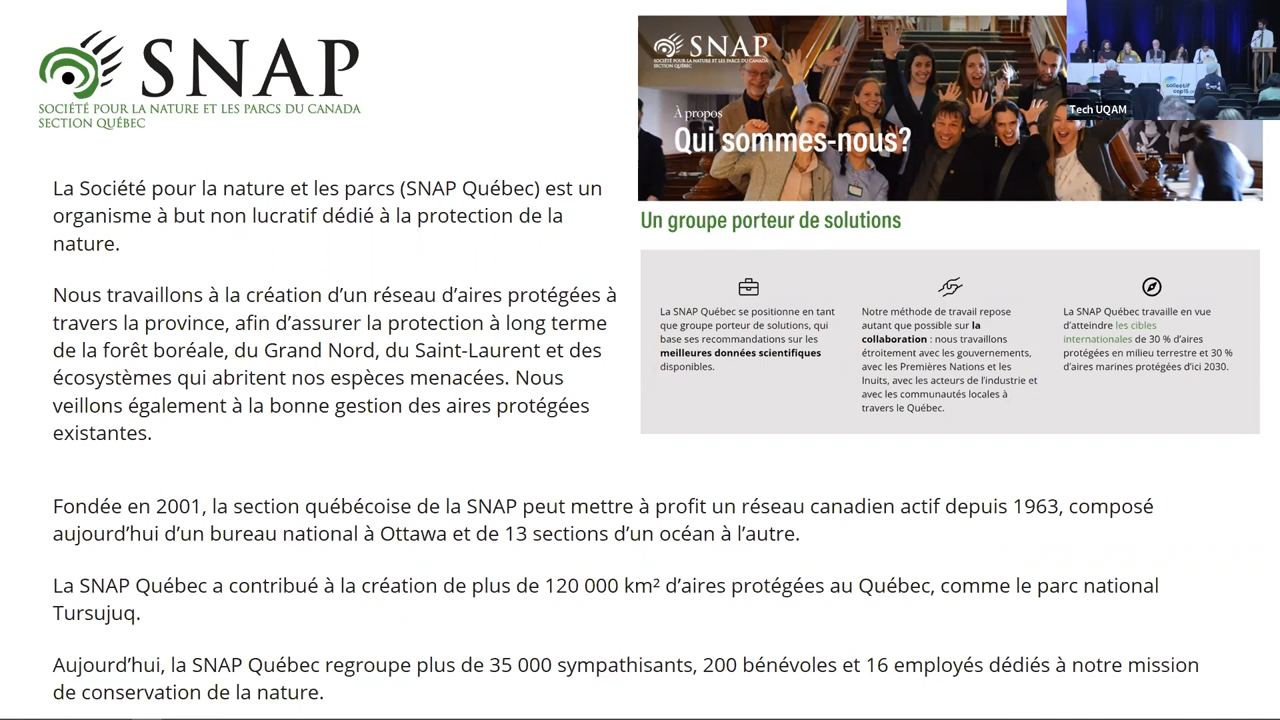 SNAP
SOCIÉTÉ POUR LA NATURE ET LES PARCS DU CANADA
SECTION QUÉBEC
La Société pour la nature et les parcs (SNAP Québec) est un
organisme à but non lucratif dédié à la protection de la
nature.
Nous travaillons à la création d'un réseau d'aires protégées à
travers la province, afin d'assurer la protection à long terme
de la forêt boréale, du Grand Nord, du Saint-Laurent et des
écosystèmes qui abritent nos espèces menacées. Nous
veillons également à la bonne gestion des aires protégées
existantes.
SNAP
SOCIÉTÉ POUR LA NATURE ET LES PARCS DU CANADA
SECTION QUÉBEC
À propos
Qui sommes-nous?
collectif
cop15
Tech UQAM
Un groupe porteur de solutions
La SNAP Québec se positionne en tant
que groupe porteur de solutions, qui
base ses recommandations sur les
meilleures données scientifiques
disponibles.
Notre méthode de travail repose
autant que possible sur la
collaboration : nous travaillons
étroitement avec les gouvernements,
avec les Premières Nations et les
Inuits, avec les acteurs de l'industrie et
avec les communautés locales à
travers le Québec.
La SNAP Québec travaille en vue
d'atteindre les cibles
internationales de 30 % d'aires
protégées en milieu terrestre et 30 %
d'aires marines protégées d'ici 2030.
Fondée en 2001, la section québécoise de la SNAP peut mettre à profit un réseau canadien actif depuis 1963, composé
aujourd'hui d'un bureau national à Ottawa et de 13 sections d'un océan à l'autre.
La SNAP Québec a contribué à la création de plus de 120 000 km² d'aires protégées au Québec, comme le parc national
Tursujuq.
Aujourd'hui, la SNAP Québec regroupe plus de 35 000 sympathisants, 200 bénévoles et 16 employés dédiés à notre mission
de conservation de la nature.